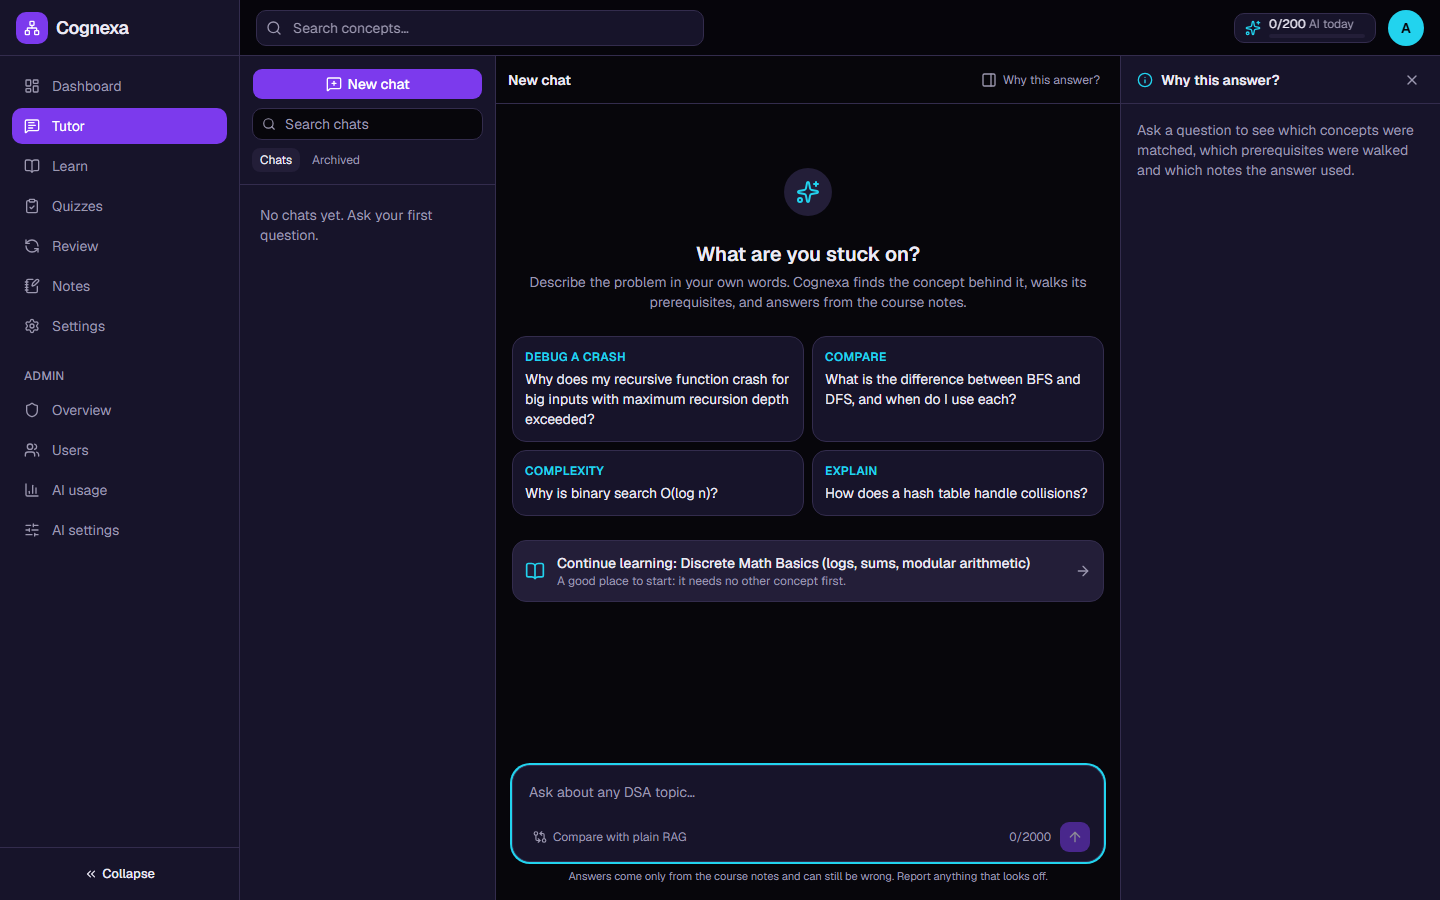 Cognexa
Search concepts...
0/200 AI today
A
Dashboard
Tutor
Learn
Quizzes
Review
Notes
Settings
ADMIN
Overview
Users
AI usage
AI settings
Collapse
New chat
Search chats
Chats
Archived
No chats yet. Ask your first
question.
New chat
Why this answer?
What are you stuck on?
Describe the problem in your own words. Cognexa finds the concept behind it, walks its
prerequisites, and answers from the course notes.
DEBUG A CRASH
Why does my recursive function crash for
big inputs with maximum recursion depth
exceeded?
COMPARE
What is the difference between BFS and
DFS, and when do I use each?
COMPLEXITY
Why is binary search O(log n)?
EXPLAIN
How does a hash table handle collisions?
Continue learning: Discrete Math Basics (logs, sums, modular arithmetic)
A good place to start: it needs no other concept first.
Ask about any DSA topic...
Compare with plain RAG
0/2000
Answers come only from the course notes and can still be wrong. Report anything that looks off.
Why this answer?
Ask a question to see which concepts were
matched, which prerequisites were walked
and which notes the answer used.